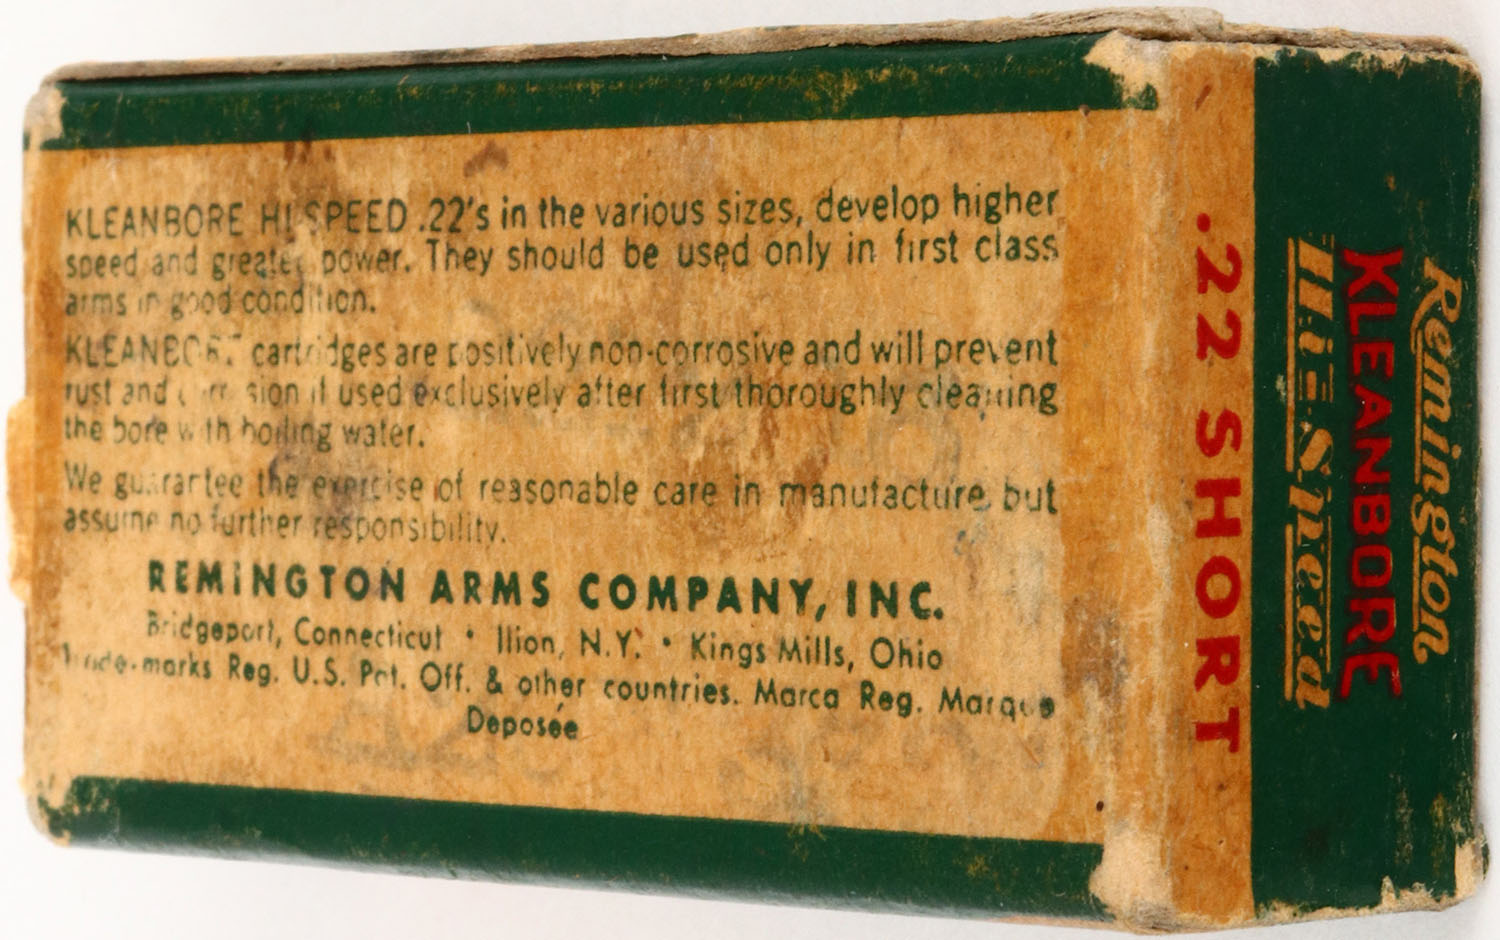 KLEANBORE HI-SPEED .22's in the various sizes, develop higher
speed and greater power. They should be used only in first class
arms in good condition.
KLEANBORE cartridges are positively non-corrosive and will prevent
rust and corrosion if used exclusively after first thoroughly cleaning
the bore with boiling water.
We guarantee the exercise of reasonable care in manufacture but
assume no further responsibility.
REMINGTON ARMS COMPANY, INC.
Bridgeport, Connecticut • Ilion, N.Y. • Kings Mills, Ohio
Trade-marks Reg. U.S. Pat. Off. & other countries. Marca Reg. Marque
Deposée
.22 SHORT
Remington
KLEANBORE
Hi-Speed